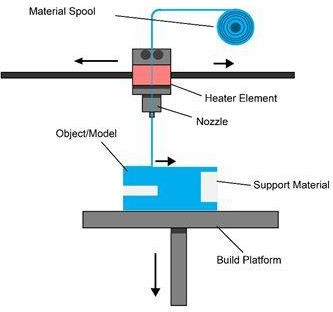 Material Spool
Heater Element
Nozzle
Object/Model
Support Material
Build Platform